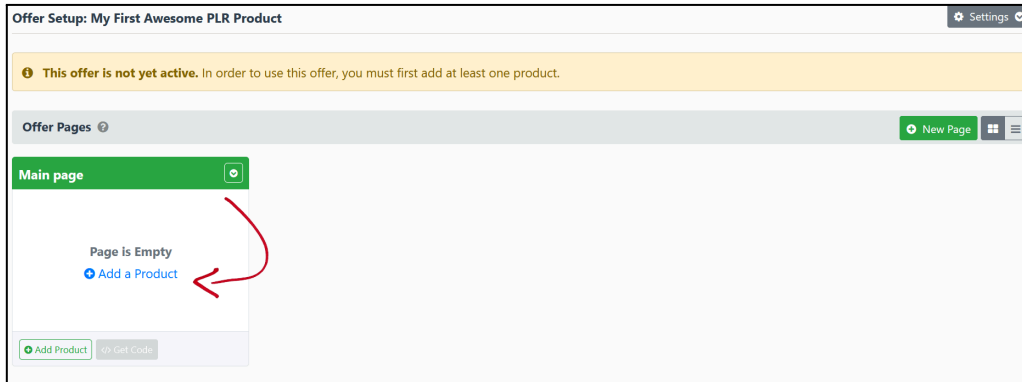 Offer Setup: My First Awesome PLR Product
Settings
This offer is not yet active. In order to use this offer, you must first add at least one product.
Offer Pages
New Page
Main page
Page is Empty
Add a Product
Add Product </> Get Code